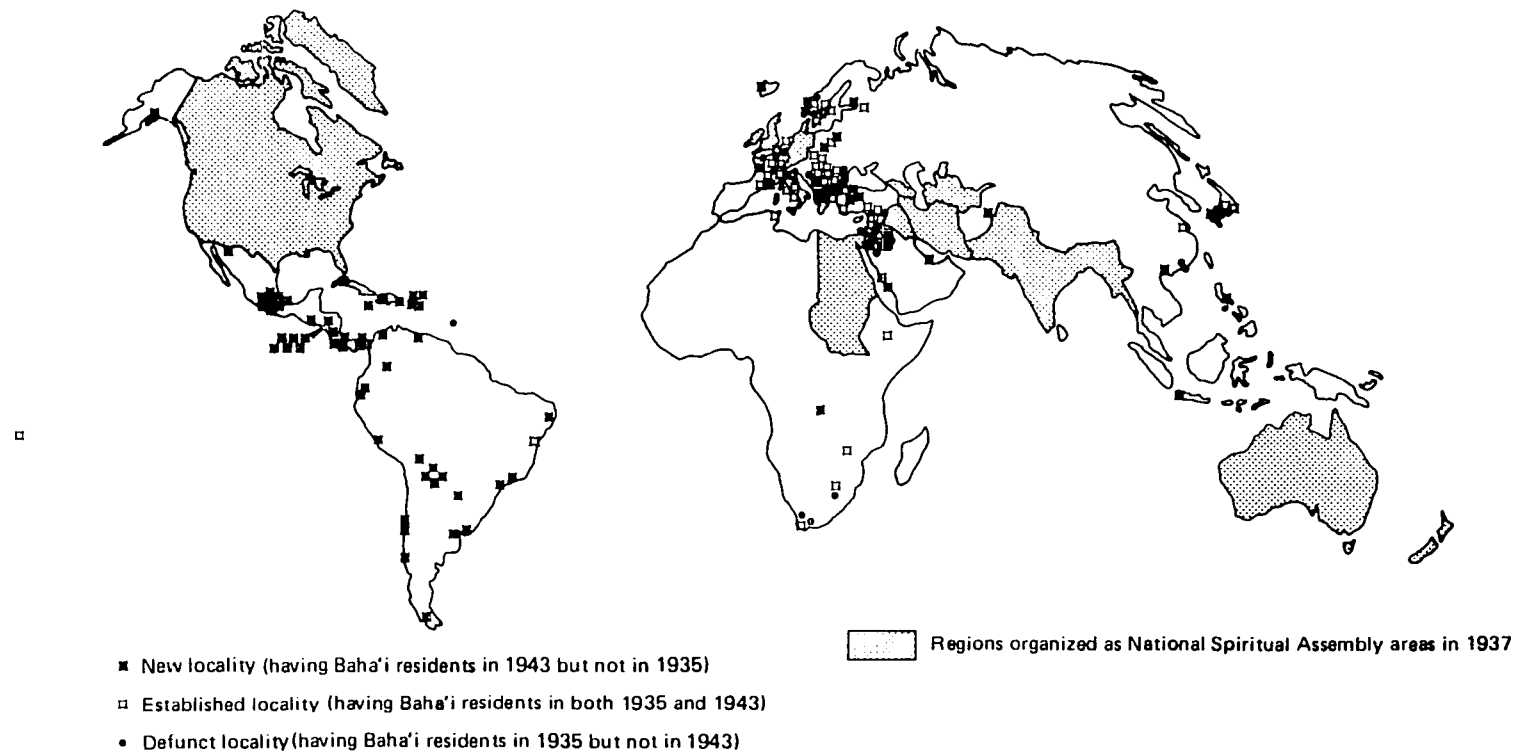 Regions organized as National Spiritual Assembly areas in 1937
New locality (having Baha'i residents in 1943 but not in 1935)
Established locality (having Baha'i residents in both 1935 and 1943)
Defunct locality (having Baha'i residents in 1935 but not in 1943)